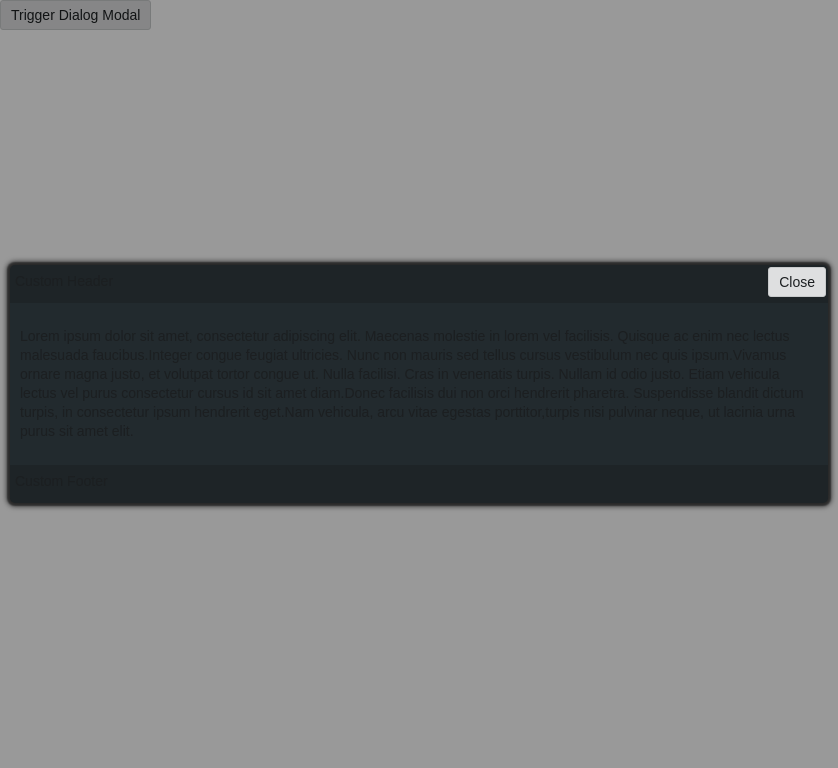 Trigger Dialog Modal
Custom Header
Close
Lorem ipsum dolor sit amet, consectetur adipiscing elit. Maecenas molestie in lorem vel facilisis. Quisque ac enim nec lectus
malesuada faucibus.Integer congue feugiat ultricies. Nunc non mauris sed tellus cursus vestibulum nec quis ipsum.Vivamus
ornare magna justo, et volutpat tortor congue ut. Nulla facilisi. Cras in venenatis turpis. Nullam id odio justo. Etiam vehicula
lectus vel purus consectetur cursus id sit amet diam.Donec facilisis dui non orci hendrerit pharetra. Suspendisse blandit dictum
turpis, in consectetur ipsum hendrerit eget.Nam vehicula, arcu vitae egestas porttitor,turpis nisi pulvinar neque, ut lacinia urna
purus sit amet elit.
Custom Footer